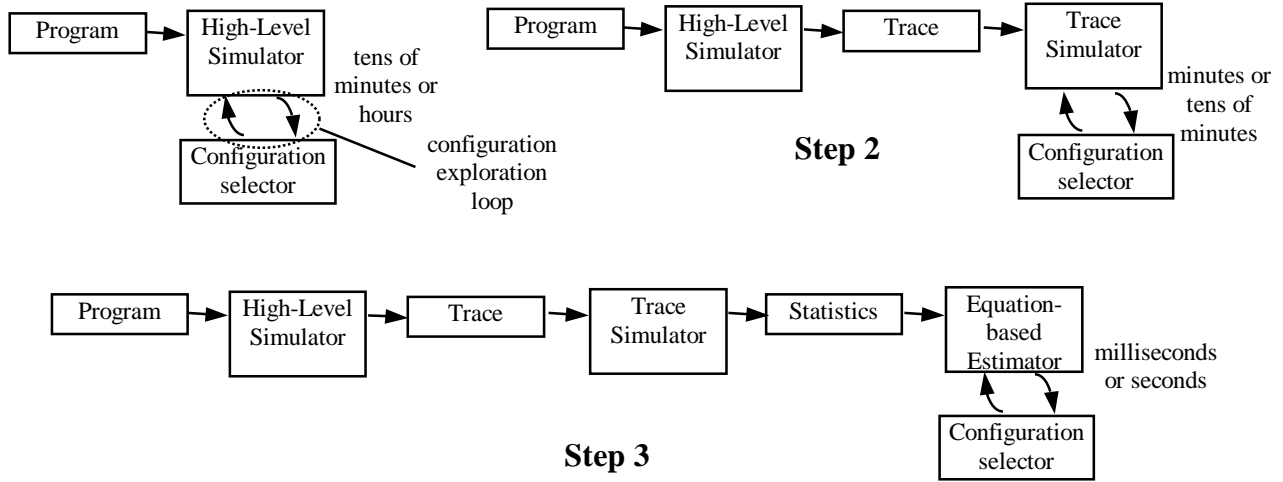 Program
High-Level
Simulator
tens of
minutes or
hours
Configuration
selector
configuration
exploration
loop
Program
High-Level
Simulator
Trace
Trace
Simulator
minutes or
tens of
minutes
Configuration
selector
Step 2
Program
High-Level
Simulator
Trace
Trace
Simulator
Statistics
Equation-
based
Estimator
milliseconds
or seconds
Configuration
selector
Step 3